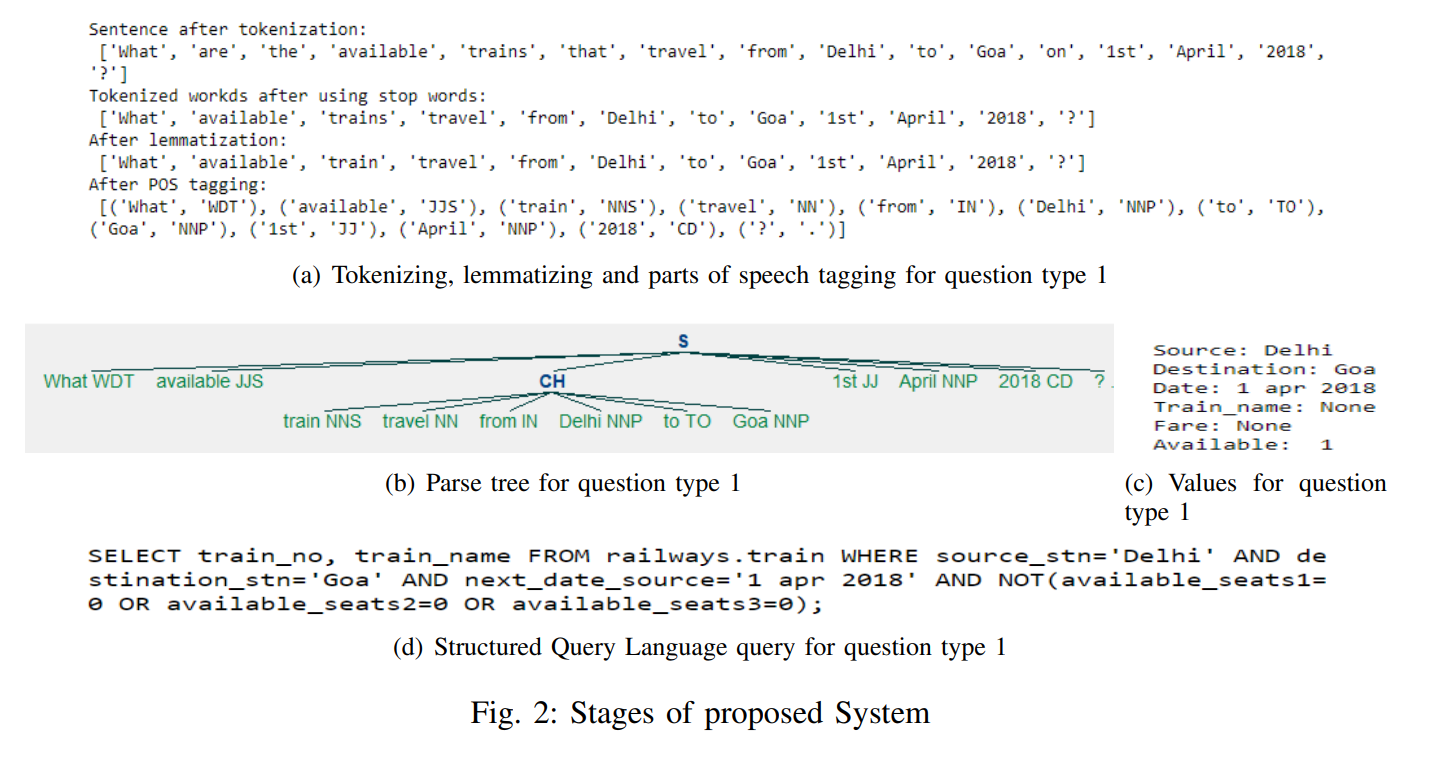 Sentence after tokenization:
['What', 'are', 'the', 'available', 'trains', 'that', 'travel', 'from', 'Delhi', 'to', 'Goa', 'on', '1st', 'April', '2018',
'?']
Tokenized workds after using stop words:
['What', 'available', 'trains', 'travel', 'from', 'Delhi', 'to', 'Goa', '1st', 'April', '2018', '?']
After lemmatization:
['What', 'available', 'train', 'travel', 'from', 'Delhi', 'to', 'Goa', '1st', 'April', '2018', '?']
After POS tagging:
[('What', 'WDT'), ('available', 'JJS'), ('train', 'NNS'), ('travel', 'NN'), ('from', 'IN'), ('Delhi', 'NNP'), ('to', 'TO'),
('Goa', 'NNP'), ('1st', 'JJ'), ('April', 'NNP'), ('2018', 'CD'), ('?', '.')]
(a) Tokenizing, lemmatizing and parts of speech tagging for question type 1
S
What WDT available JJS CH 1st JJ April NNP 2018 CD ? .
train NNS travel NN from IN Delhi NNP to TO Goa NNP
(b) Parse tree for question type 1
Source: Delhi
Destination: Goa
Date: 1 apr 2018
Train_name: None
Fare: None
Available: 1
(c) Values for question
type 1
SELECT train_no, train_name FROM railways.train WHERE source_stn='Delhi' AND de
stination_stn='Goa' AND next_date_source='1 apr 2018' AND NOT(available_seats1=
0 OR available_seats2=0 OR available_seats3=0);
(d) Structured Query Language query for question type 1
Fig. 2: Stages of proposed System